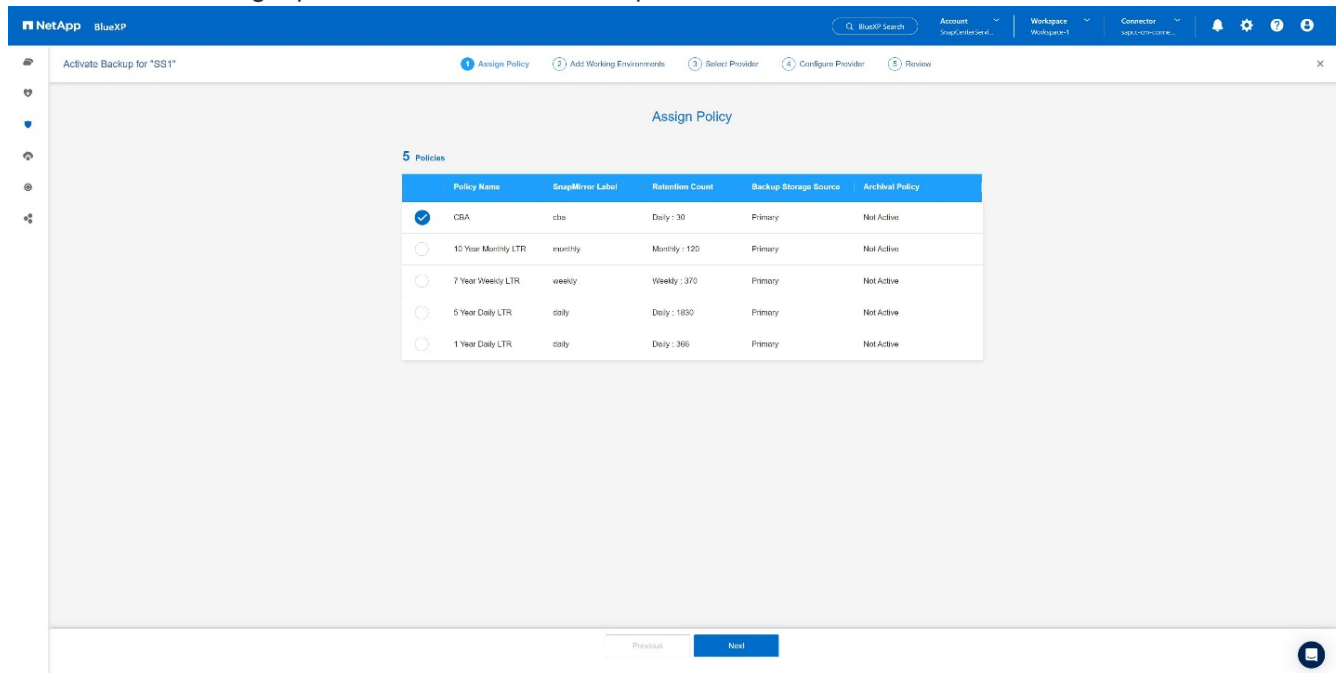 NetApp BlueXP BlueXP Search Account Workspace Connector
SnapCenterServi... Workspace-1 sapcc-cm-conne...
Activate Backup for "SS1" 1 Assign Policy 2 Add Working Environments 3 Select Provider 4 Configure Provider 5 Review
Assign Policy
5 Policies
Policy Name SnapMirror Label Retention Count Backup Storage Source Archival Policy
CBA cba Daily : 30 Primary Not Active
10 Year Monthly LTR monthly Monthly : 120 Primary Not Active
7 Year Weekly LTR weekly Weekly : 370 Primary Not Active
5 Year Daily LTR daily Daily : 1830 Primary Not Active
1 Year Daily LTR daily Daily : 366 Primary Not Active
Previous Next